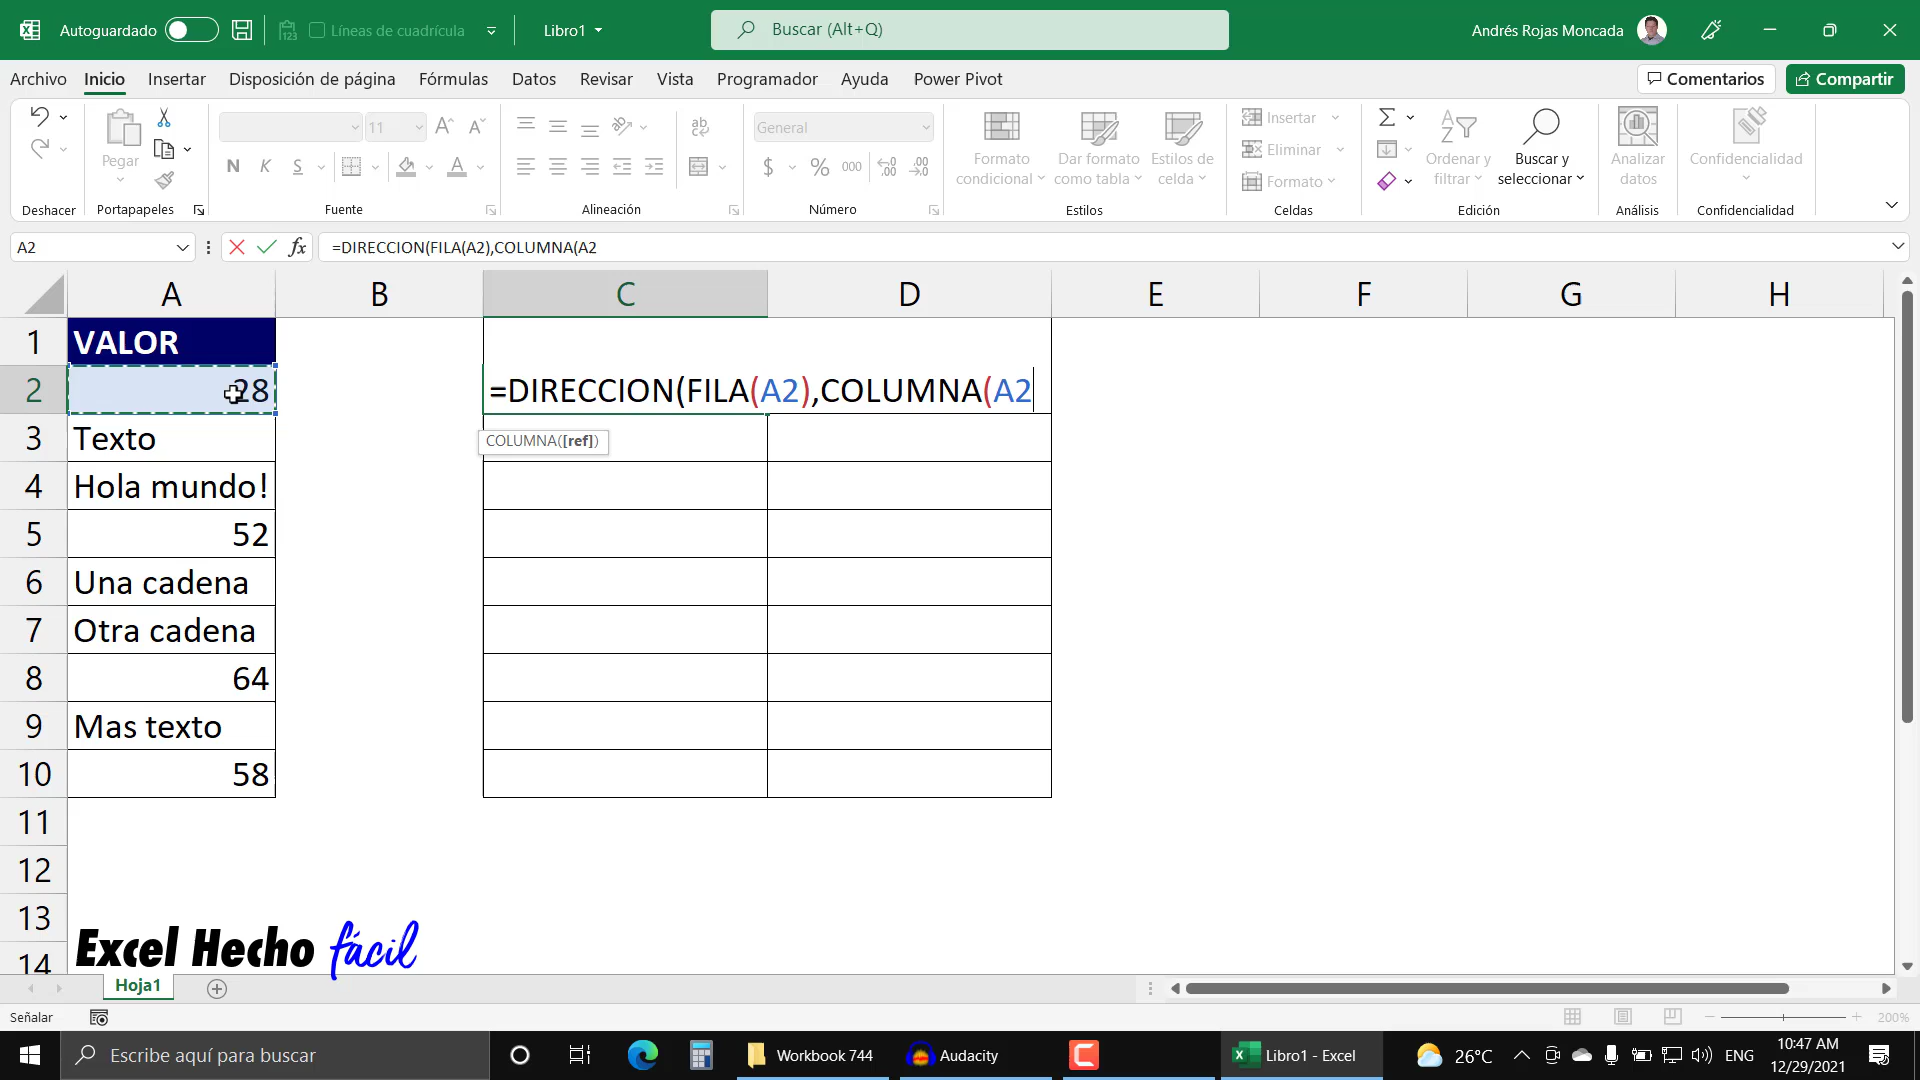 Autoguardado
Líneas de cuadrícula
Libro1
Buscar (Alt+Q)
Andrés Rojas Moncada
Archivo Inicio Insertar Disposición de página Fórmulas Datos Revisar Vista Programador Ayuda Power Pivot
Comentarios Compartir
Deshacer
Pegar
Portapapeles
11
N K S
Fuente
Alineación
General
$ % 000
Número
Formato condicional
Dar formato como tabla
Estilos de celda
Estilos
Insertar
Eliminar
Formato
Celdas
Ordenar y filtrar
Buscar y seleccionar
Edición
Analizar datos
Análisis
Confidencialidad
Confidencialidad
A2
fx
=DIRECCION(FILA(A2),COLUMNA(A2
A B C D E F G H
1 VALOR
2 28 =DIRECCION(FILA(A2),COLUMNA(A2
3 Texto
COLUMNA([ref])
4 Hola mundo!
5 52
6 Una cadena
7 Otra cadena
8 64
9 Mas texto
10 58
11
12
13
14
Excel Hecho fácil
Hoja1
Señalar
200%
Escribe aquí para buscar
Workbook 744
Audacity
Libro1 - Excel
26°C
ENG
10:47 AM
12/29/2021